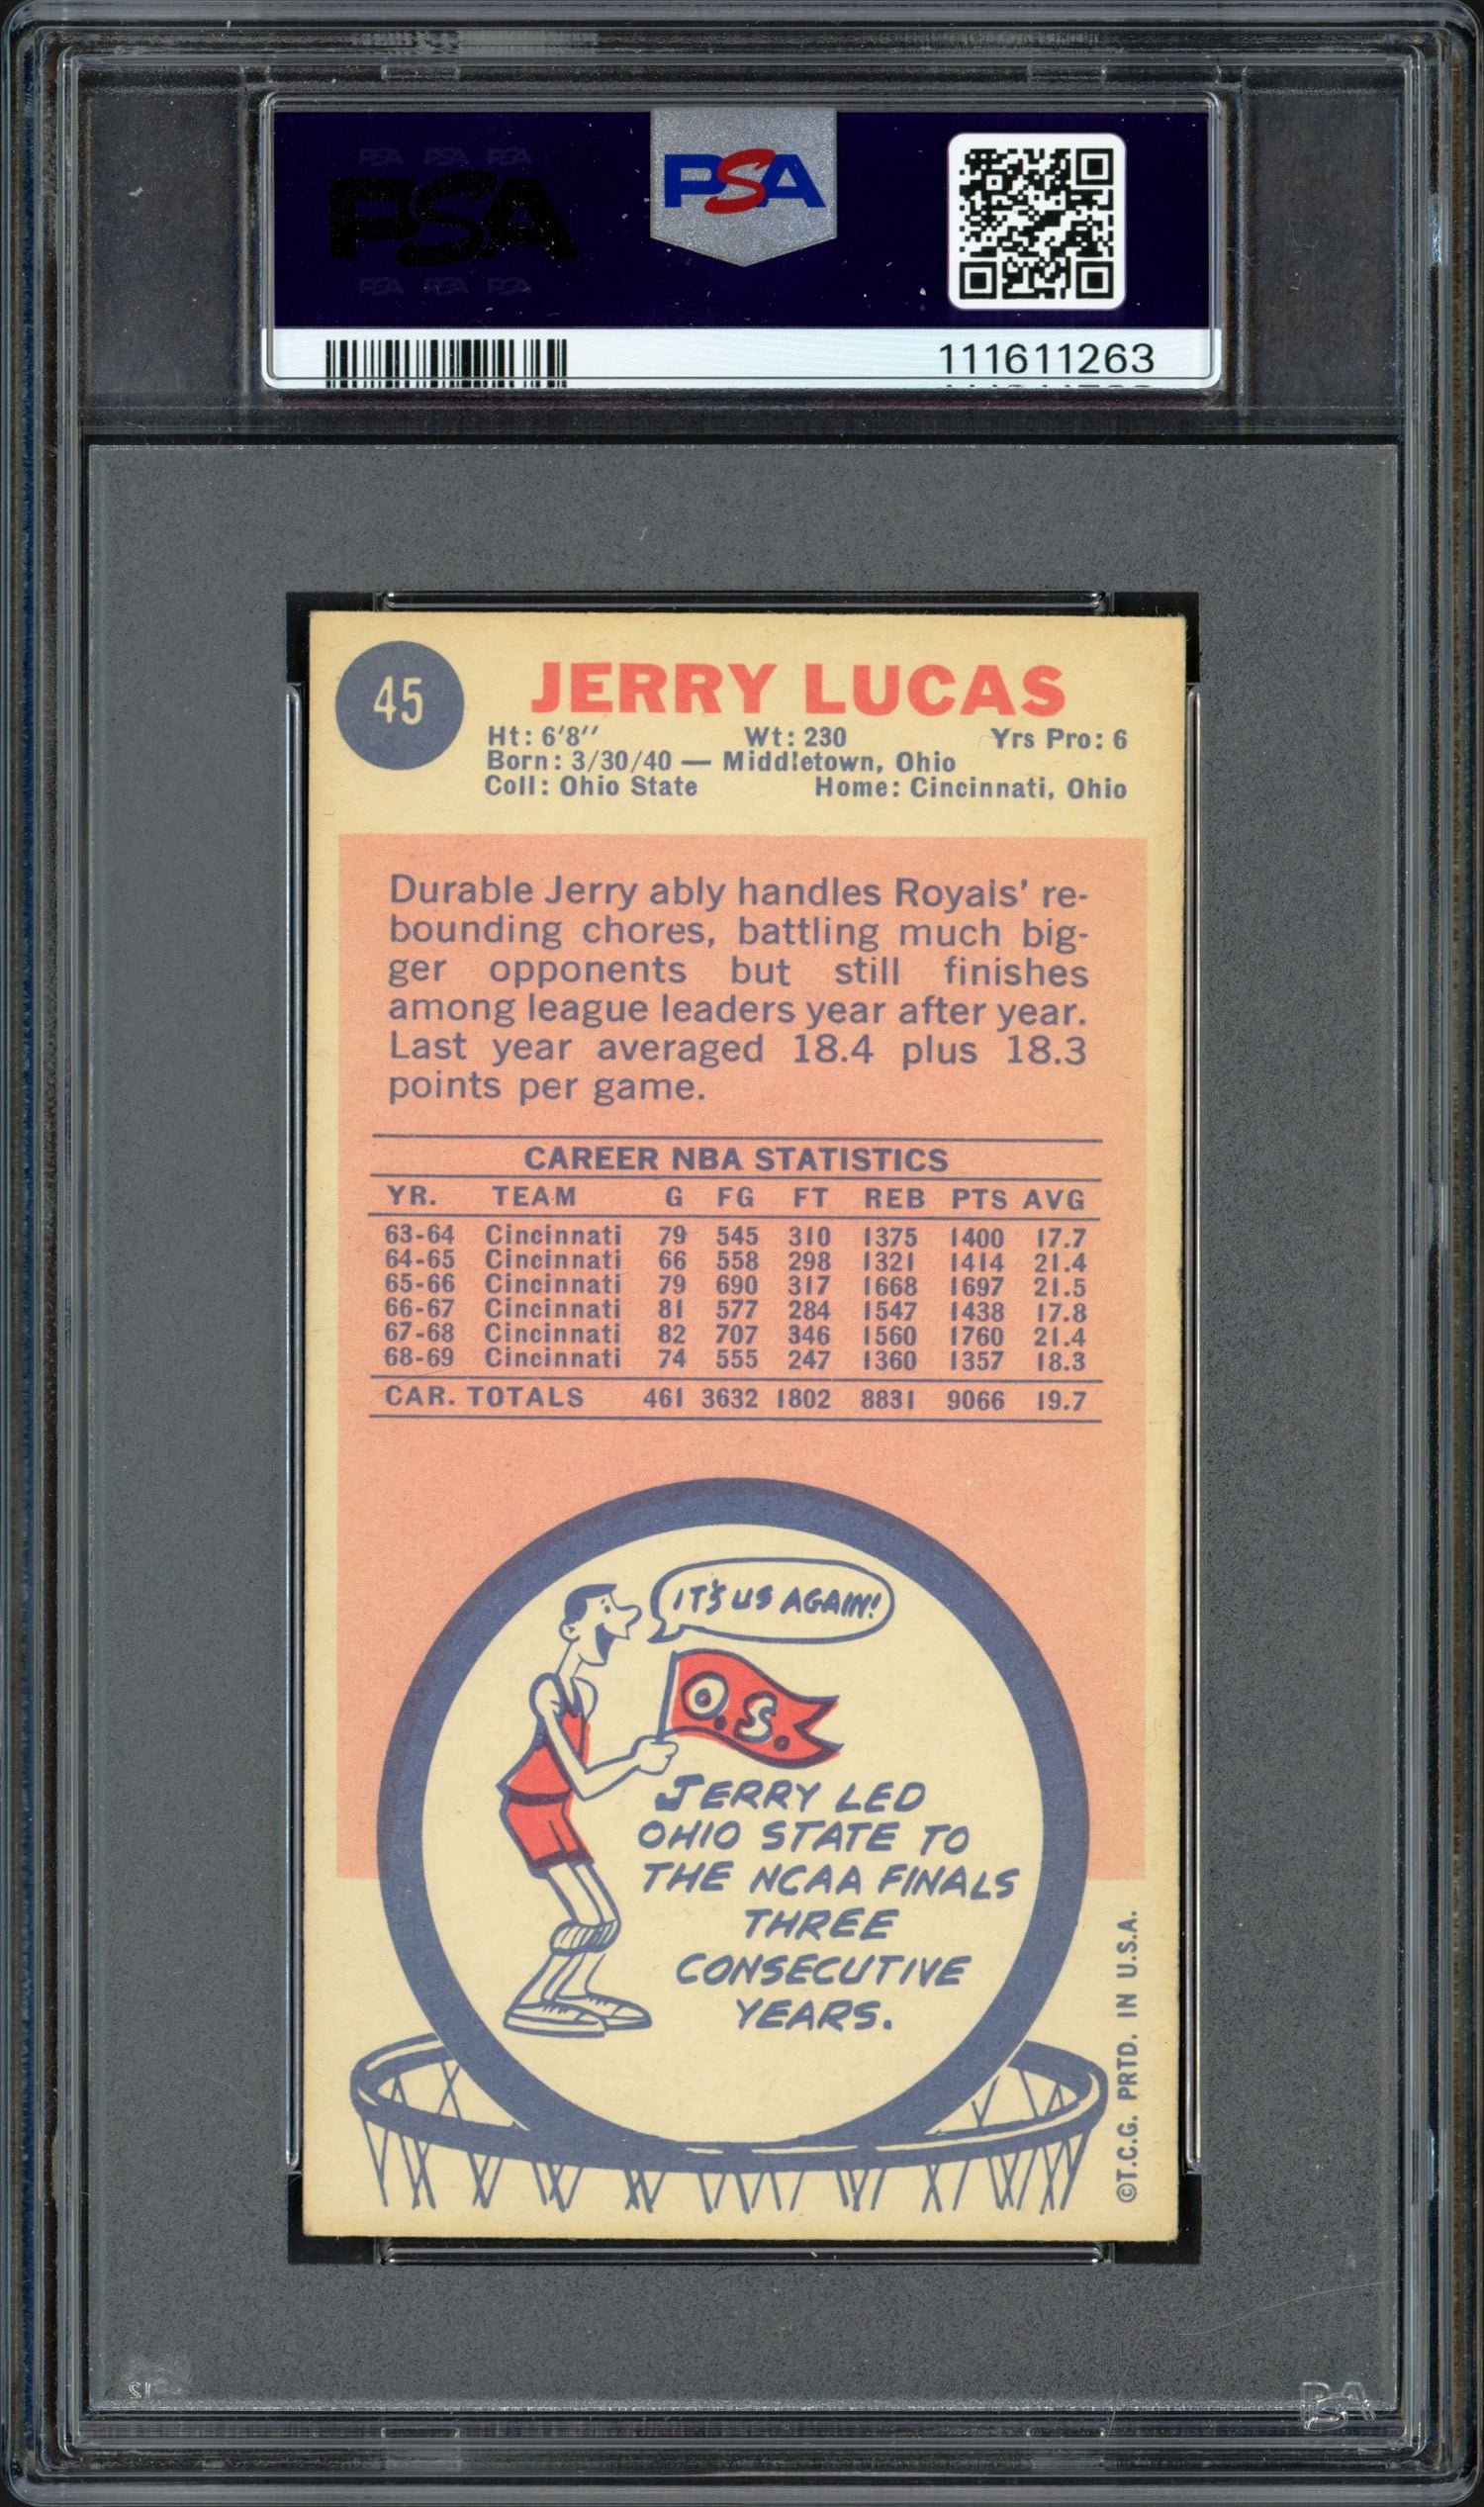 PSA PSA PSA
PSA
PSA PSA PSA
PSA
111611263
45
JERRY LUCAS
Ht: 6'8'' Wt: 230 Yrs Pro: 6
Born: 3/30/40 — Middletown, Ohio
Coll: Ohio State Home: Cincinnati, Ohio
Durable Jerry ably handles Royals' re-
bounding chores, battling much big-
ger opponents but still finishes
among league leaders year after year.
Last year averaged 18.4 plus 18.3
points per game.
CAREER NBA STATISTICS
YR. TEAM G FG FT REB PTS AVG
63-64 Cincinnati 79 545 310 1375 1400 17.7
64-65 Cincinnati 66 558 298 1321 1414 21.4
65-66 Cincinnati 79 690 317 1668 1697 21.5
66-67 Cincinnati 81 577 284 1547 1438 17.8
67-68 Cincinnati 82 707 346 1560 1760 21.4
68-69 Cincinnati 74 555 247 1360 1357 18.3
CAR. TOTALS 461 3632 1802 8831 9066 19.7
IT'S US AGAIN!
O.S.
JERRY LED
OHIO STATE TO
THE NCAA FINALS
THREE
CONSECUTIVE
YEARS.
©T.C.G. PRTD. IN U.S.A.
PSA